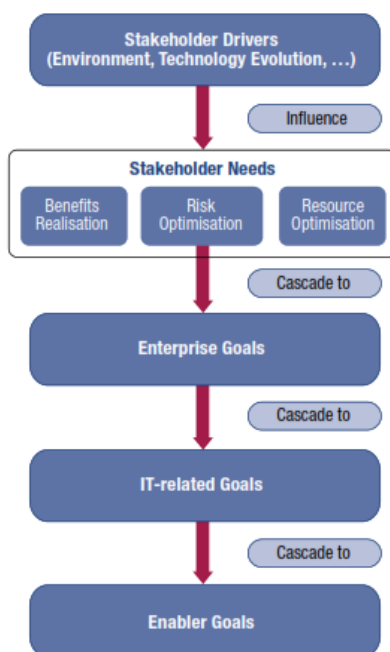 Stakeholder Drivers
(Environment, Technology Evolution, …)
Influence
Stakeholder Needs
Benefits
Realisation
Risk
Optimisation
Resource
Optimisation
Cascade to
Enterprise Goals
Cascade to
IT-related Goals
Cascade to
Enabler Goals